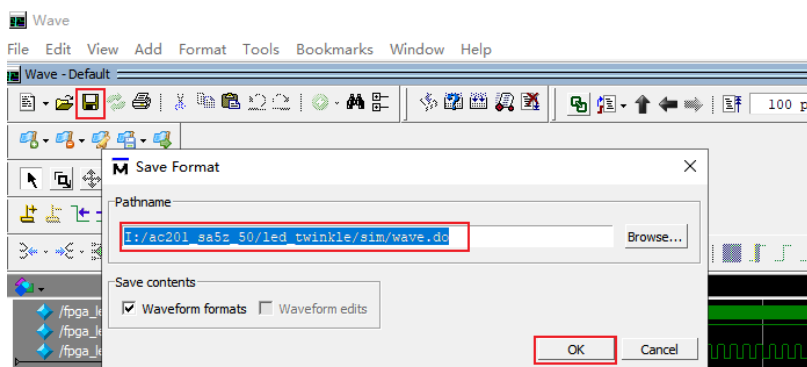 Wave
File Edit View Add Format Tools Bookmarks Window Help
Wave - Default
100 p
M Save Format
Pathname
I:/ac201_sa5z_50/led_twinkle/sim/wave.do
Browse...
Save contents
Waveform formats Waveform edits
/fpga_le
/fpga_le
/fpga_le
OK Cancel